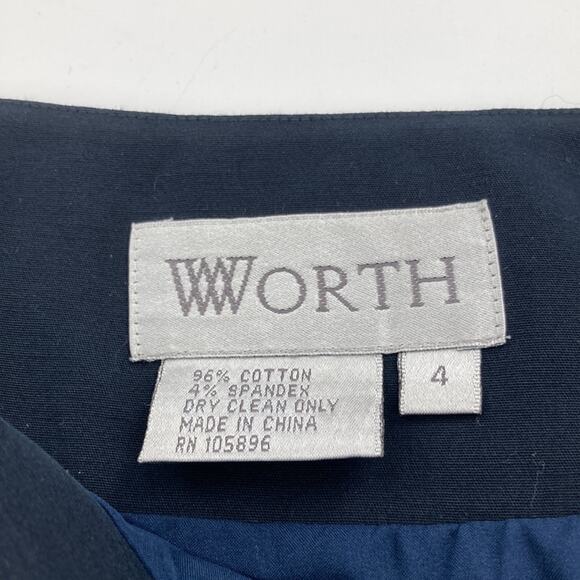 WORTH
96% COTTON
4% SPANDEX
DRY CLEAN ONLY
MADE IN CHINA
RN 105896
4